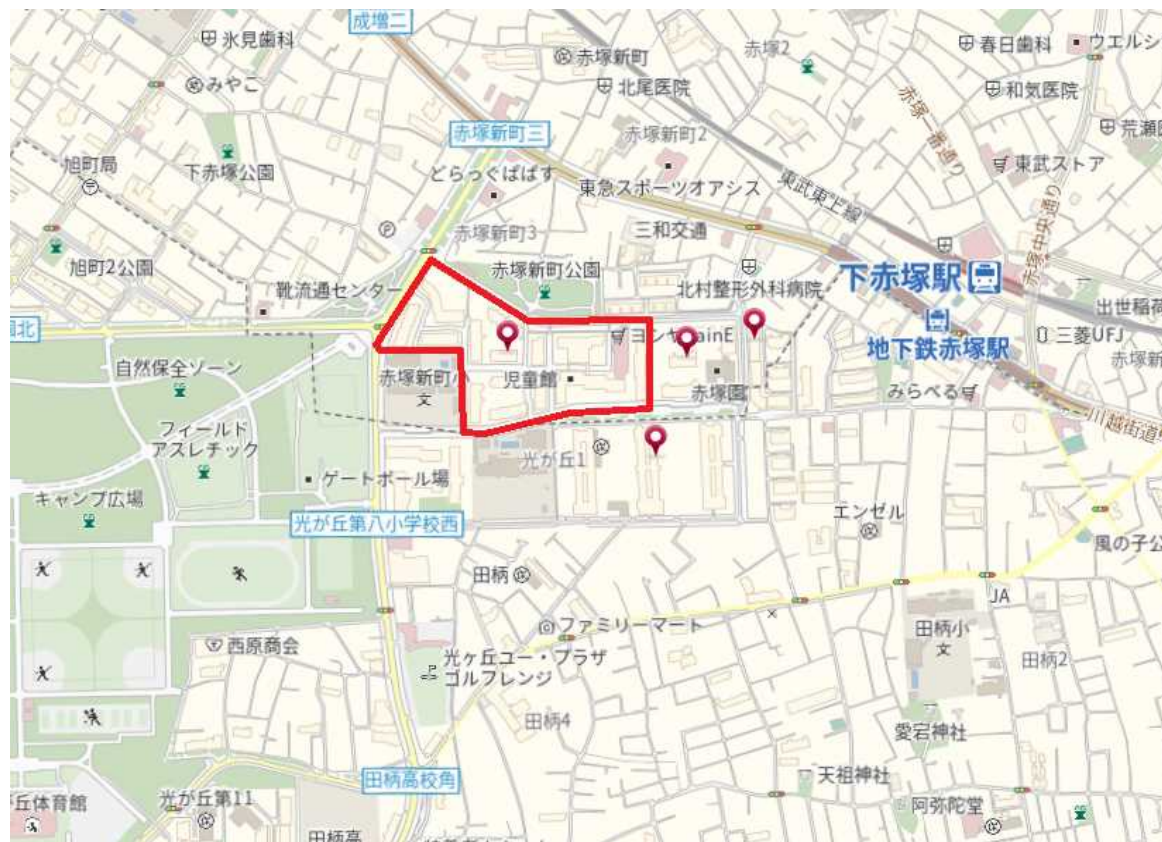 成増二
氷見歯科
みやこ
赤塚新町
赤塚2
春日歯科
ウエルシ
北尾医院
和気医院
赤塚新町三
赤塚新町2
赤塚一番通り
荒瀬医
旭町局
下赤塚公園
どらっぐぱぱす
東急スポーツオアシス
東武東上線
東武ストア
P
赤塚新町3
三和交通
赤塚中央通り
旭町2公園
赤塚新町公園
靴流通センター
北村整形外科病院
下赤塚駅
出世稲荷
地下鉄赤塚駅
三菱UFJ
赤塚新
自然保全ゾーン
赤塚新町小
文
児童館
赤塚園
みらべる
川越街道
フィールド
アスレチック
光が丘1
ゲートボール場
キャンプ広場
光が丘第八小学校西
エンゼル
風の子公
田柄
JA
ファミリーマート
西原商会
光ヶ丘ユー・プラザ
ゴルフレンジ
田柄小
文
田柄2
田柄4
愛宕神社
田柄高校角
天祖神社
丘体育館
光が丘第11
阿弥陀堂
田柄高